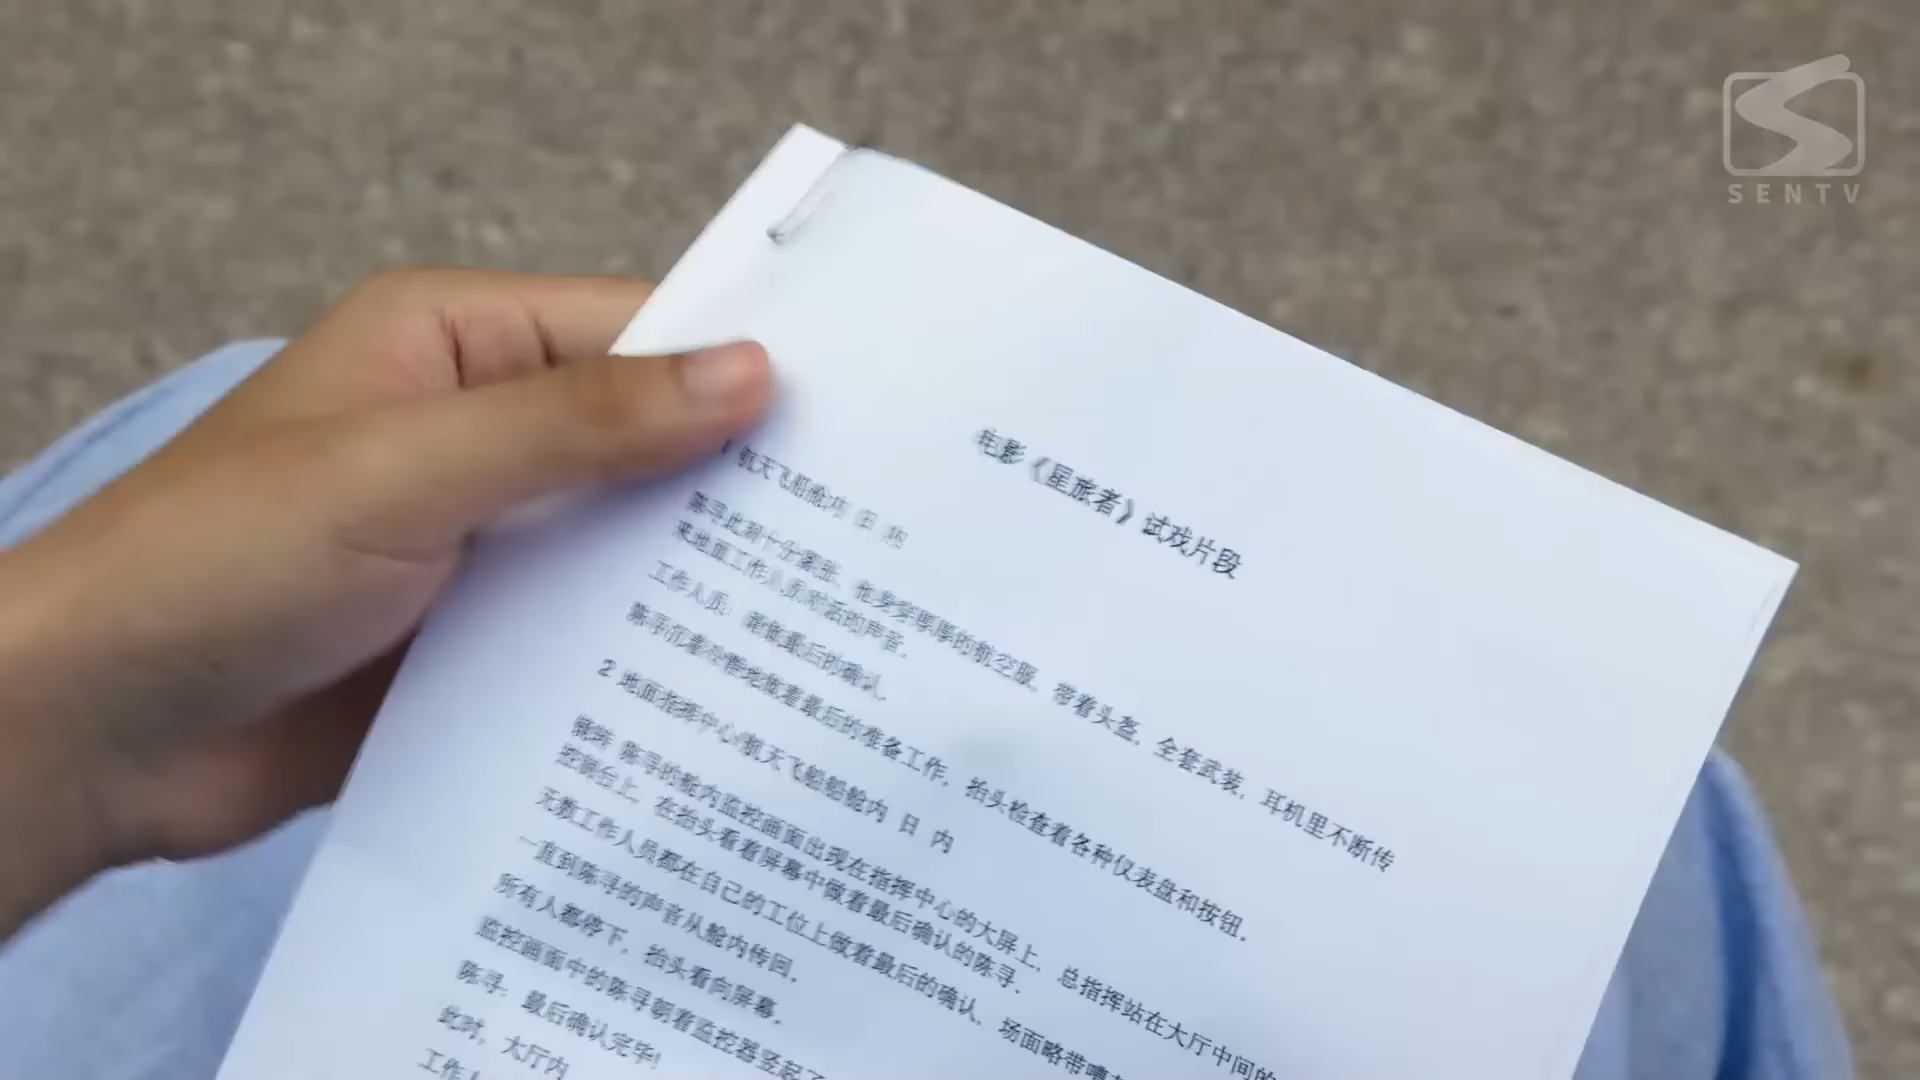 SENTV
电影《星旅者》试戏片段
1 航天飞船舱内 日 内
陈寻此刻十分紧张，他身穿厚厚的航空服，带着头盔，全套武装，耳机里不断传
来地面工作人员对话的声音。
工作人员：请做最后的确认。
陈寻沉着冷静地做着最后的准备工作，抬头检查着各种仪表盘和按钮。
2 地面指挥中心/航天飞船船舱内 日 内
陈寻的舱内监控画面出现在指挥中心的大屏上，总指挥站在大厅中间的
控制台上，在抬头看着屏幕中做着最后确认的陈寻。
无数工作人员都在自己的工位上做着最后的确认，场面略带嘈
一直到陈寻的声音从舱内传回。
所有人都停下，抬头看向屏幕。
监控画面中的陈寻朝着监控器竖起了
陈寻：最后确认完毕！
此时，大厅内
工作人